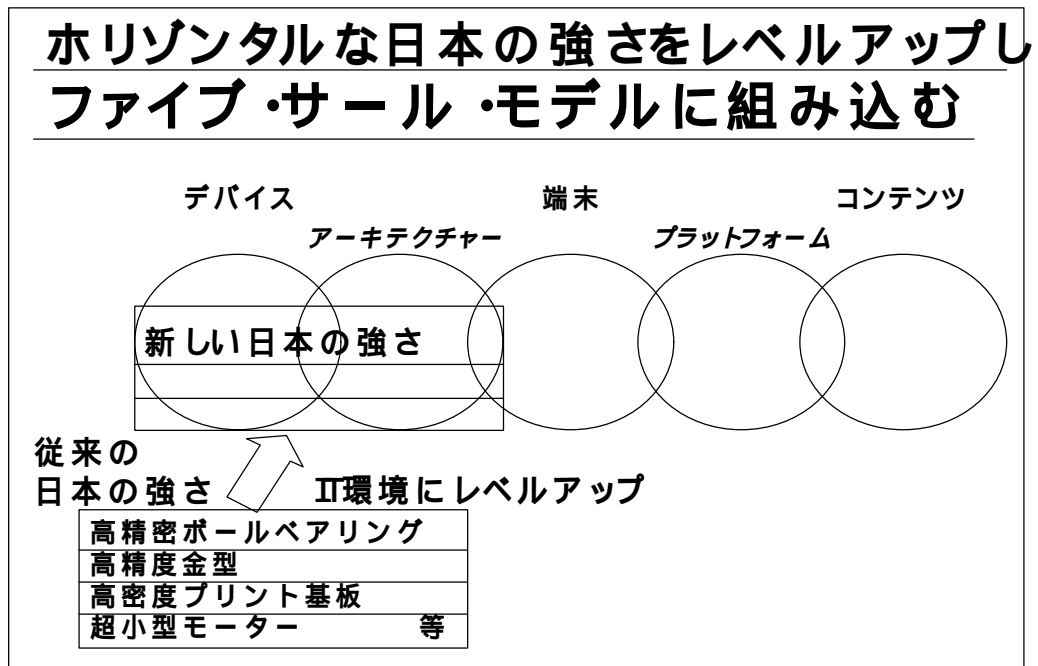 ホリゾンタルな日本の強さをレベルアップし
ファイブ・サール・モデルに組み込む
デバイス 端末 コンテンツ
アーキテクチャー プラットフォーム
新しい日本の強さ
従来の
日本の強さ IT環境にレベルアップ
高精密ボールベアリング
高精度金型
高密度プリント基板
超小型モーター 等